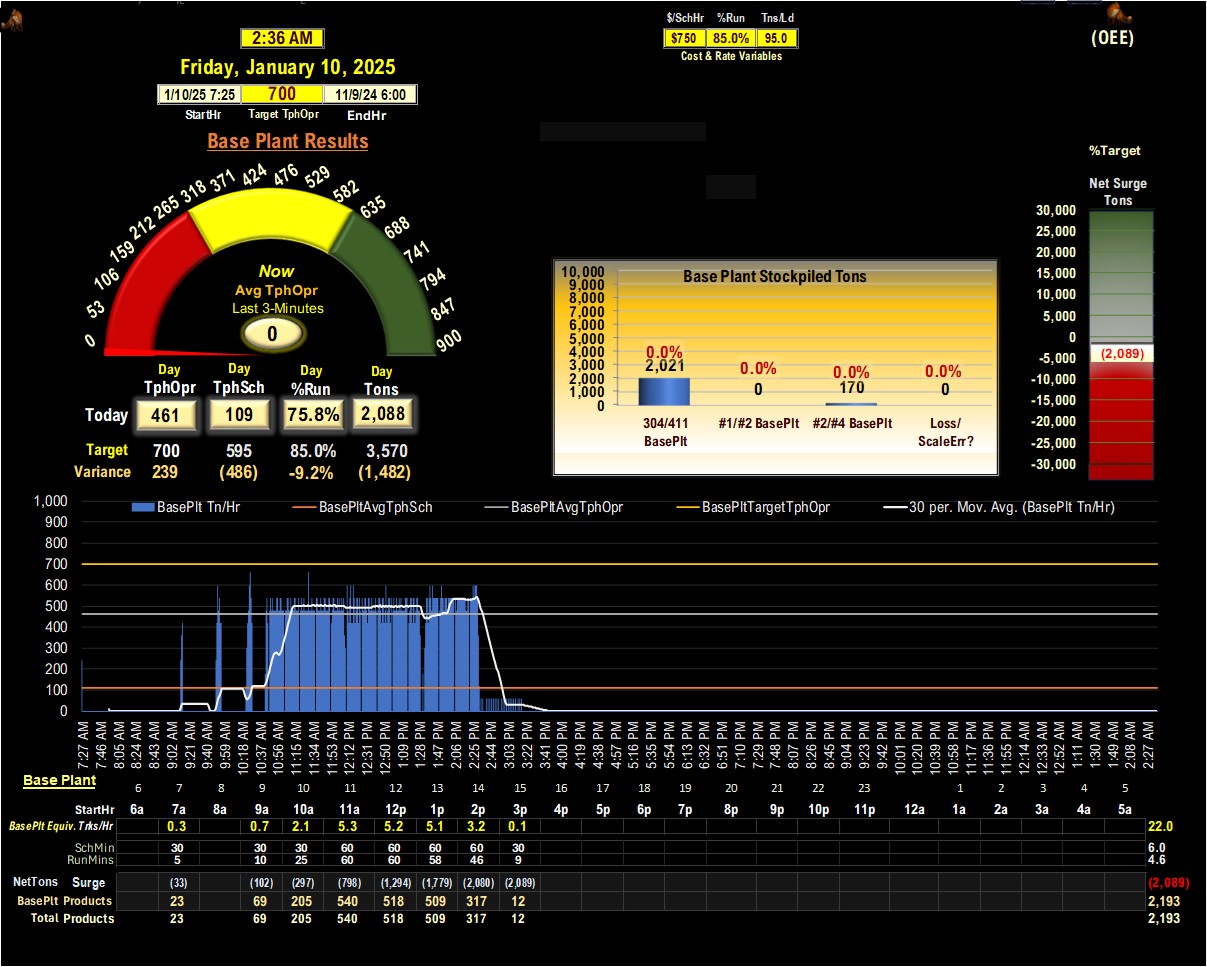 $/SchHr %Run Tns/Ld
2:36 AM
$750 85.0% 95.0
(OEE)
Cost & Rate Variables
Friday, January 10, 2025
1/10/25 7:25 700 11/9/24 6:00
StartHr Target TphOpr EndHr
Base Plant Results
%Target
Net Surge
Tons
0 53 106 159 212 265 318 371 424 476 529 582 635 688 741 794 847 900
Now
Avg TphOpr
Last 3-Minutes
0
Day Day Day Day
TphOpr TphSch %Run Tons
Today 461 109 75.8% 2,088
Target 700 595 85.0% 3,570
Variance 239 (486) -9.2% (1,482)
Base Plant Stockpiled Tons
10,000
9,000
8,000
7,000
6,000
5,000
4,000
3,000
2,000
1,000
0
0.0% 0.0% 0.0% 0.0%
2,021 0 170 0
304/411 BasePlt
#1/#2 BasePlt
#2/#4 BasePlt
Loss/ ScaleErr?
30,000
25,000
20,000
15,000
10,000
5,000
0
-5,000
-10,000
-15,000
-20,000
-25,000
-30,000
(2,089)
BasePlt Tn/Hr BasePltAvgTphSch BasePltAvgTphOpr BasePltTargetTphOpr 30 per. Mov. Avg. (BasePlt Tn/Hr)
1,000
900
800
700
600
500
400
300
200
100
0
7:27 AM 7:46 AM 8:05 AM 8:24 AM 8:43 AM 9:02 AM 9:21 AM 9:40 AM 9:59 AM 10:18 AM 10:37 AM 10:56 AM 11:15 AM 11:34 AM 11:53 AM 12:12 PM 12:31 PM 12:50 PM 1:09 PM 1:28 PM 1:47 PM 2:06 PM 2:25 PM 2:44 PM 3:03 PM 3:22 PM 3:41 PM 4:00 PM 4:19 PM 4:38 PM 4:57 PM 5:16 PM 5:35 PM 5:54 PM 6:13 PM 6:32 PM 6:51 PM 7:10 PM 7:29 PM 7:48 PM 8:07 PM 8:26 PM 8:45 PM 9:04 PM 9:23 PM 9:42 PM 10:01 PM 10:20 PM 10:39 PM 10:58 PM 11:17 PM 11:36 PM 11:55 PM 12:14 AM 12:33 AM 12:52 AM 1:11 AM 1:30 AM 1:49 AM 2:08 AM 2:27 AM
Base Plant
6 7 8 9 10 11 12 13 14 15 16 17 18 19 20 21 22 23 1 2 3 4 5
StartHr 6a 7a 8a 9a 10a 11a 12p 1p 2p 3p 4p 5p 6p 7p 8p 9p 10p 11p 12a 1a 2a 3a 4a 5a
BasePlt Equiv. Trks/Hr 0.3 0.7 2.1 5.3 5.2 5.1 3.2 0.1 22.0
SchMin 30 30 30 60 60 60 60 30 6.0
RunMins 5 10 25 60 60 58 46 9 4.6
NetTons Surge (33) (102) (297) (798) (1,294) (1,779) (2,080) (2,089) (2,089)
BasePlt Products 23 69 205 540 518 509 317 12 2,193
Total Products 23 69 205 540 518 509 317 12 2,193